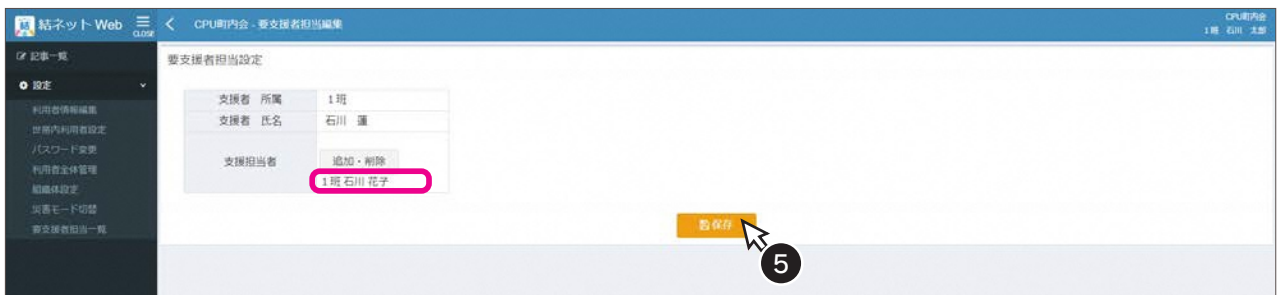 結ネット Web
CLOSE
CPU町内会 - 要支援者担当編集
CPU町内会
1班 石川 太郎
記事一覧
要支援者担当設定
設定
利用者情報編集
世帯内利用者設定
パスワード変更
利用者全体管理
組織体設定
災害モード切替
要支援者担当一覧
支援者 所属 1班
支援者 氏名 石川 蓮
支援担当者 追加・削除
1班 石川 花子
保存
5